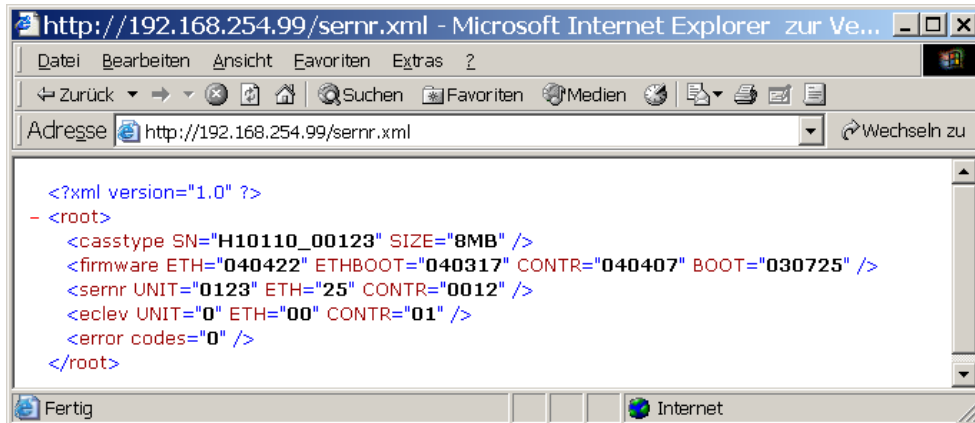 http://192.168.254.99/sernr.xml - Microsoft Internet Explorer zur Ve...
Datei Bearbeiten Ansicht Favoriten Extras ?
Zurück Suchen Favoriten Medien
Adresse http://192.168.254.99/sernr.xml Wechseln zu
<?xml version="1.0" ?>
- <root>
<casstype SN="H10110_00123" SIZE="8MB" />
<firmware ETH="040422" ETHBOOT="040317" CONTR="040407" BOOT="030725" />
<sernr UNIT="0123" ETH="25" CONTR="0012" />
<eclev UNIT="0" ETH="00" CONTR="01" />
<error codes="0" />
</root>
Fertig Internet